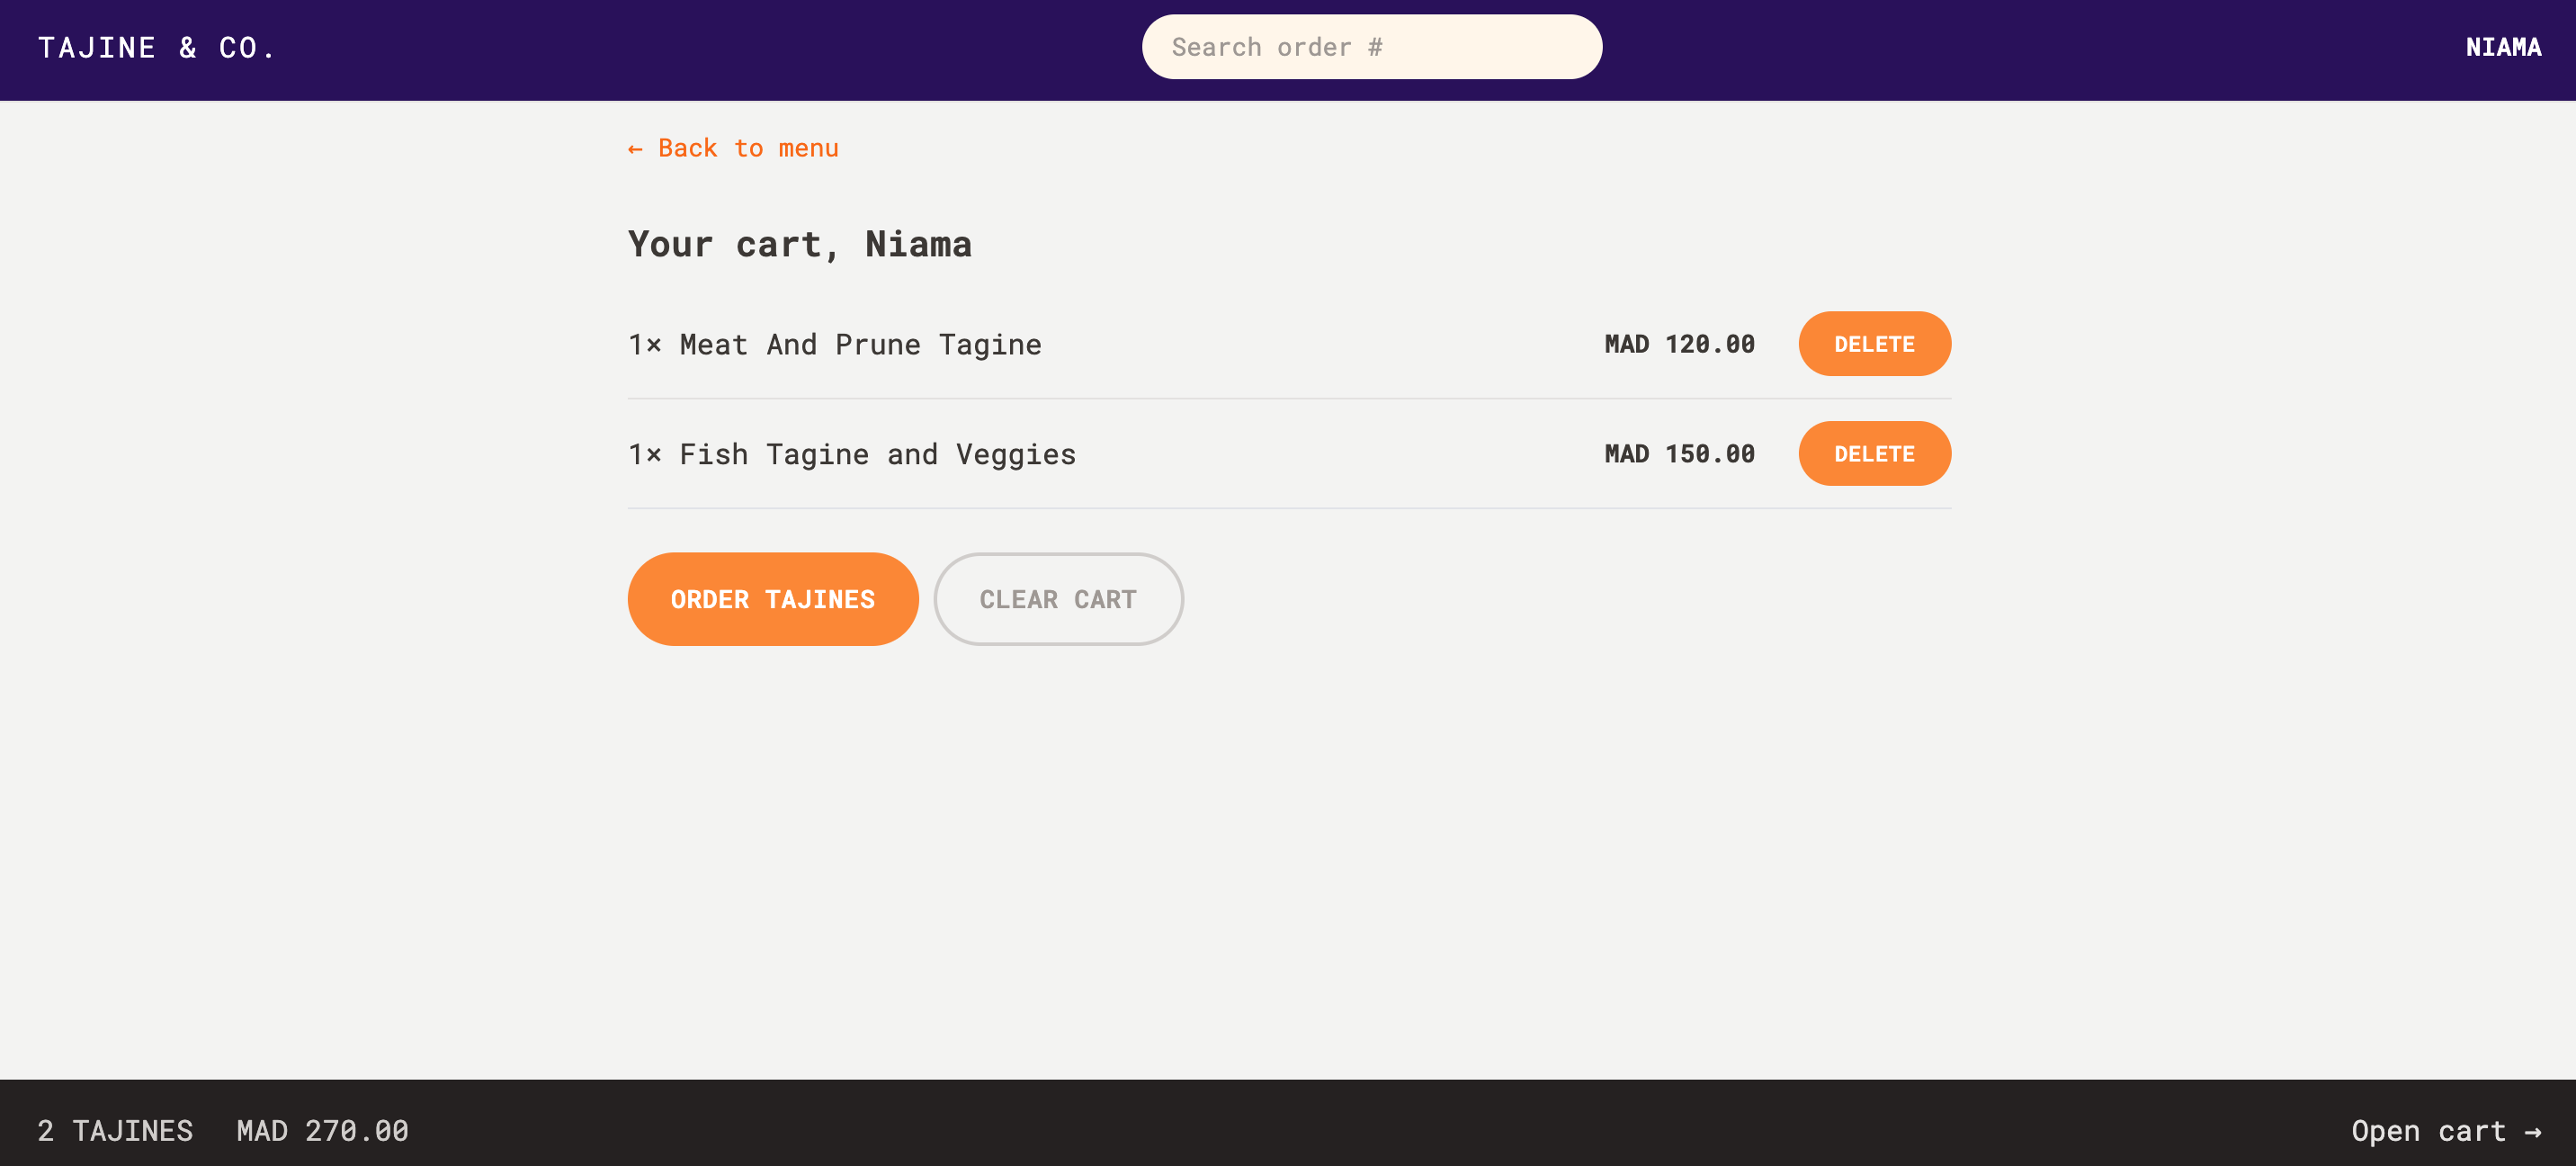 TAJINE & CO. Search order # NIAMA
← Back to menu
Your cart, Niama
1× Meat And Prune Tagine MAD 120.00 DELETE
1× Fish Tagine and Veggies MAD 150.00 DELETE
ORDER TAJINES CLEAR CART
2 TAJINES MAD 270.00 Open cart →